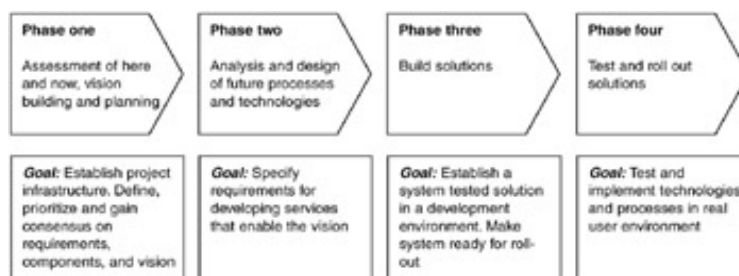 Phase one
Assessment of here
and now, vision
building and planning
Phase two
Analysis and design
of future processes
and technologies
Phase three
Build solutions
Phase four
Test and roll out
solutions
Goal: Establish project
infrastructure. Define,
prioritize and gain
consensus on
requirements,
components, and vision
Goal: Specify
requirements for
developing services
that enable the vision
Goal: Establish a
system tested solution
in a development
environment. Make
system ready for roll-
out
Goal: Test and
implement technologies
and processes in real
user environment